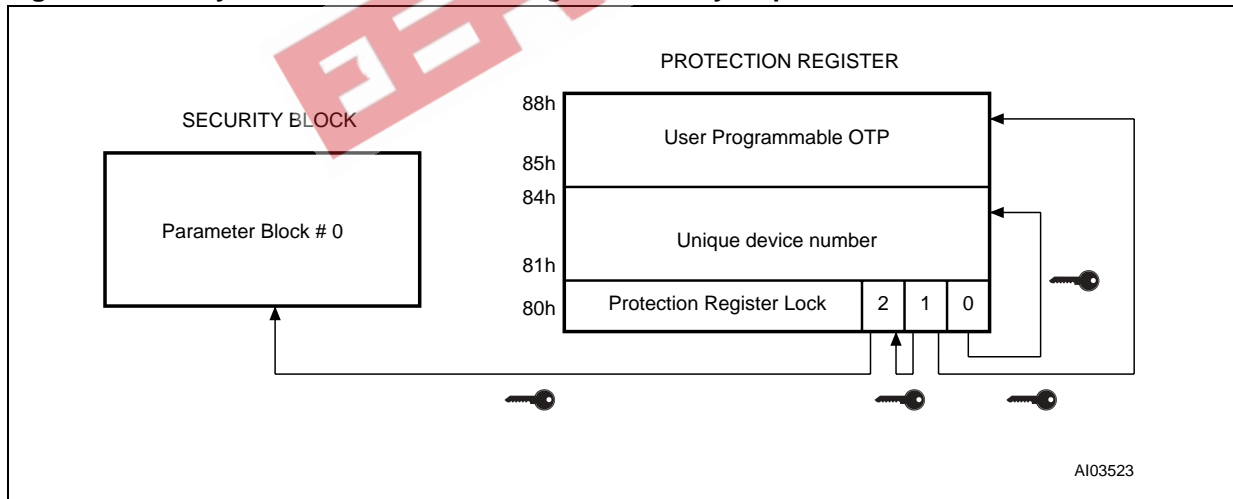 PROTECTION REGISTER
SECURITY BLOCK
88h
User Programmable OTP
85h
84h
Parameter Block # 0
Unique device number
81h
80h
Protection Register Lock
2
1
0
AI03523